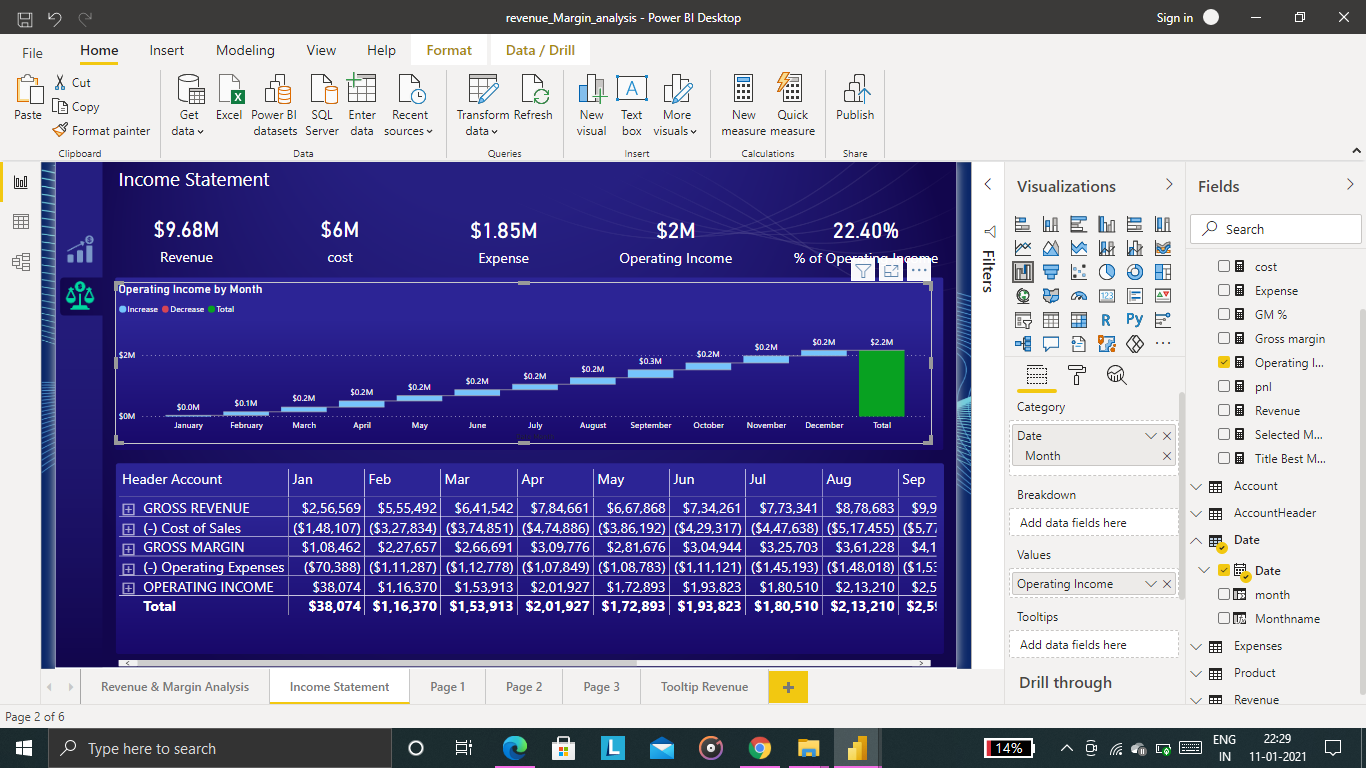 revenue_Margin_analysis - Power BI Desktop
Sign in
File Home Insert Modeling View Help Format Data / Drill
Paste
Cut
Copy
Format painter
Clipboard
Get data
Excel
Power BI datasets
SQL Server
Enter data
Recent sources
Data
Transform data
Refresh
Queries
New visual
Text box
More visuals
Insert
New measure
Quick measure
Calculations
Publish
Share
Income Statement
$9.68M $6M $1.85M $2M 22.40%
Revenue cost Expense Operating Income % of Operating Income
Operating Income by Month
Increase Decrease Total
$2M
$0M
$0.0M $0.1M $0.2M $0.2M $0.2M $0.2M $0.2M $0.2M $0.3M $0.2M $0.2M $0.2M $2.2M
January February March April May June July August September October November December Total
Header Account Jan Feb Mar Apr May Jun Jul Aug Sep
GROSS REVENUE $2,56,569 $5,55,492 $6,41,542 $7,84,661 $6,67,868 $7,34,261 $7,73,341 $8,78,683 $9,9
(-) Cost of Sales ($1,48,107) ($3,27,834) ($3,74,851) ($4,74,886) ($3,86,192) ($4,29,317) ($4,47,638) ($5,17,455) ($5,77
GROSS MARGIN $1,08,462 $2,27,657 $2,66,691 $3,09,776 $2,81,676 $3,04,944 $3,25,703 $3,61,228 $4,1
(-) Operating Expenses ($70,388) ($1,11,287) ($1,12,778) ($1,07,849) ($1,08,783) ($1,11,121) ($1,45,193) ($1,48,018) ($1,53
OPERATING INCOME $38,074 $1,16,370 $1,53,913 $2,01,927 $1,72,893 $1,93,823 $1,80,510 $2,13,210 $2,5
Total $38,074 $1,16,370 $1,53,913 $2,01,927 $1,72,893 $1,93,823 $1,80,510 $2,13,210 $2,59
Filters
Visualizations
123
R Py
Category
Date
Month
Breakdown
Add data fields here
Values
Operating Income
Tooltips
Add data fields here
Drill through
Fields
Search
cost
Expense
GM %
Gross margin
Operating I...
pnl
Revenue
Selected M...
Title Best M...
Account
AccountHeader
Date
Date
month
Monthname
Expenses
Product
Revenue
Revenue & Margin Analysis Income Statement Page 1 Page 2 Page 3 Tooltip Revenue
Page 2 of 6
Type here to search
L
14%
ENG
IN
22:29
11-01-2021